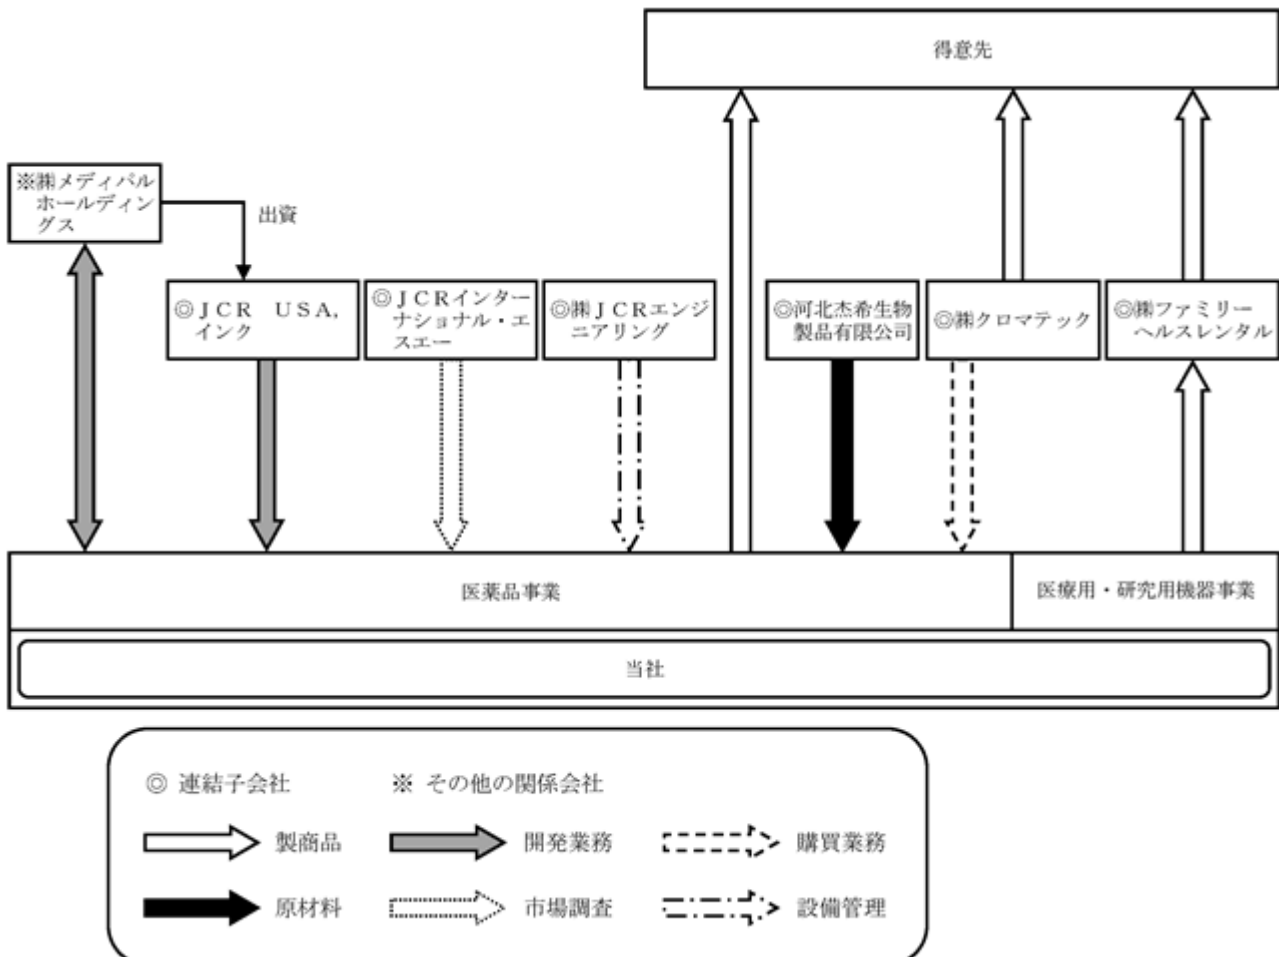 得意先
※㈱メディパル
ホールディン
グス
出資
◎ＪＣＲ　ＵＳＡ,
インク
◎ＪＣＲインター
ナショナル・エ
スエー
◎㈱ＪＣＲエンジ
ニアリング
◎河北杰希生物
製品有限公司
◎㈱クロマテック
◎㈱ファミリー
ヘルスレンタル
医薬品事業
医療用・研究用機器事業
当社
◎ 連結子会社
※ その他の関係会社
製商品
開発業務
購買業務
原材料
市場調査
設備管理